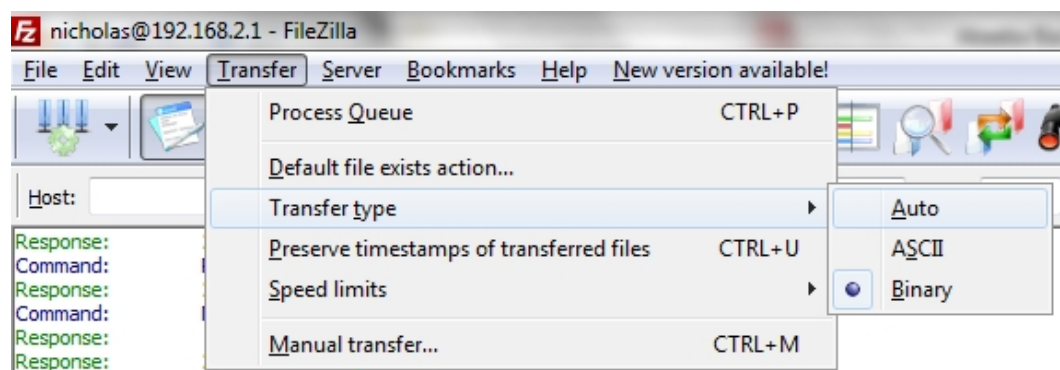 Fz nicholas@192.168.2.1 - FileZilla
File Edit View Transfer Server Bookmarks Help New version available!
Process Queue CTRL+P
Default file exists action...
Host:
Transfer type
Auto
Response:
Preserve timestamps of transferred files CTRL+U
ASCII
Command:
Response:
Speed limits
Binary
Command:
Response:
Manual transfer... CTRL+M
Response: